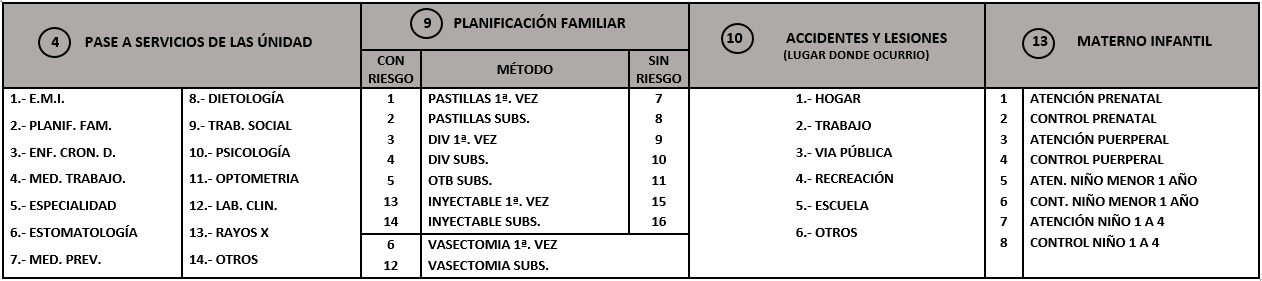 4 PASE A SERVICIOS DE LAS ÚNIDAD
1.- E.M.I.
2.- PLANIF. FAM.
3.- ENF. CRON. D.
4.- MED. TRABAJO.
5.- ESPECIALIDAD
6.- ESTOMATOLOGÍA
7.- MED. PREV.
8.- DIETOLOGÍA
9.- TRAB. SOCIAL
10.- PSICOLOGÍA
11.- OPTOMETRIA
12.- LAB. CLIN.
13.- RAYOS X
14.- OTROS
9 PLANIFICACIÓN FAMILIAR
CON RIESGO MÉTODO SIN RIESGO
1 PASTILLAS 1ª. VEZ 7
2 PASTILLAS SUBS. 8
3 DIV 1ª. VEZ 9
4 DIV SUBS. 10
5 OTB SUBS. 11
13 INYECTABLE 1ª. VEZ 15
14 INYECTABLE SUBS. 16
6 VASECTOMIA 1ª. VEZ
12 VASECTOMIA SUBS.
10 ACCIDENTES Y LESIONES
(LUGAR DONDE OCURRIO)
1.- HOGAR
2.- TRABAJO
3.- VIA PÚBLICA
4.- RECREACIÓN
5.- ESCUELA
6.- OTROS
13 MATERNO INFANTIL
1 ATENCIÓN PRENATAL
2 CONTROL PRENATAL
3 ATENCIÓN PUERPERAL
4 CONTROL PUERPERAL
5 ATEN. NIÑO MENOR 1 AÑO
6 CONT. NIÑO MENOR 1 AÑO
7 ATENCIÓN NIÑO 1 A 4
8 CONTROL NIÑO 1 A 4